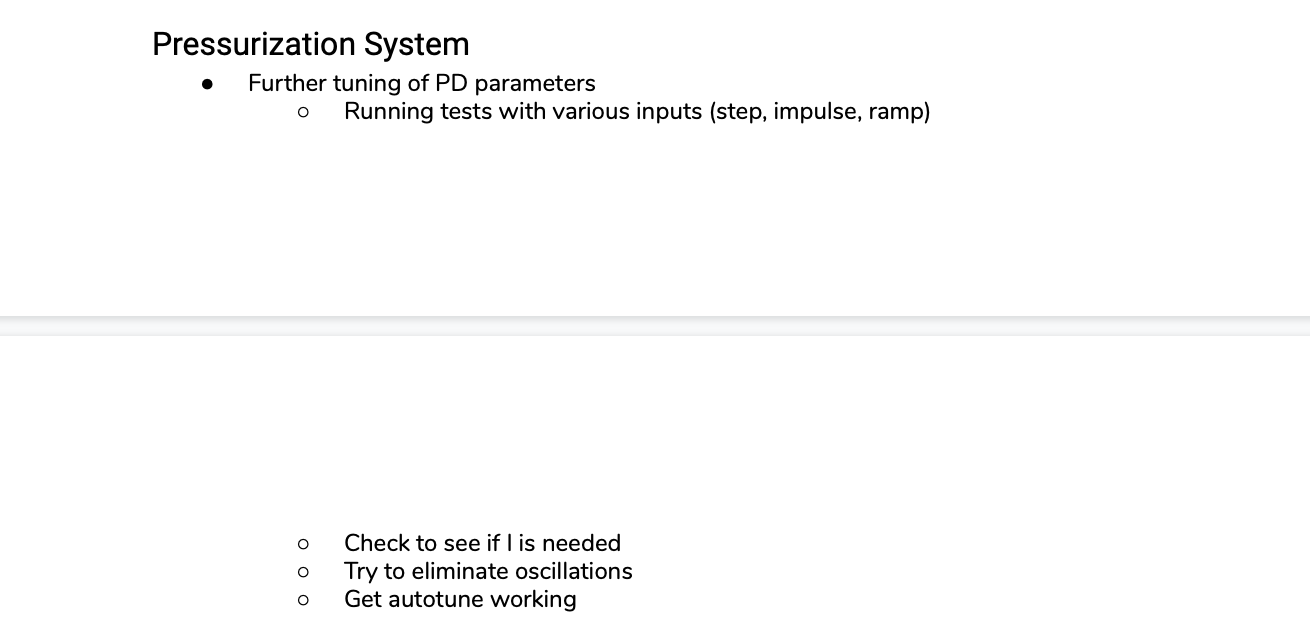 Pressurization System
● Further tuning of PD parameters
○ Running tests with various inputs (step, impulse, ramp)
○ Check to see if I is needed
○ Try to eliminate oscillations
○ Get autotune working